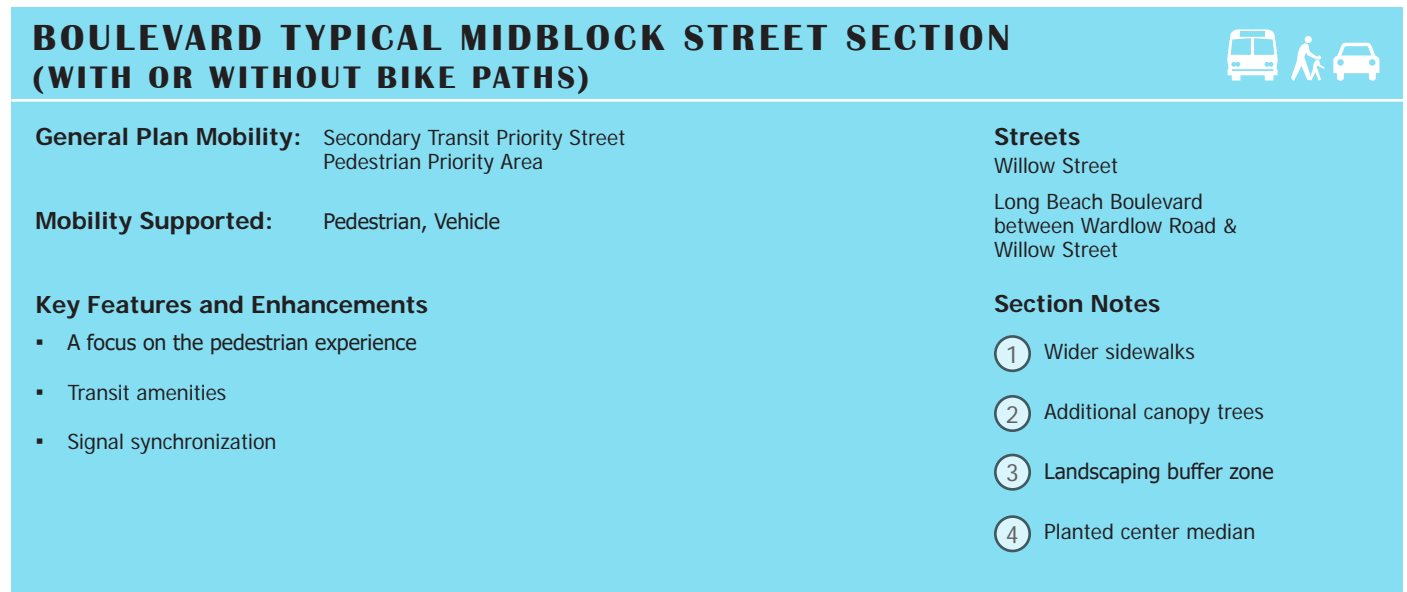 BOULEVARD TYPICAL MIDBLOCK STREET SECTION
(WITH OR WITHOUT BIKE PATHS)
General Plan Mobility: Secondary Transit Priority Street
Pedestrian Priority Area
Mobility Supported: Pedestrian, Vehicle
Key Features and Enhancements
▪ A focus on the pedestrian experience
▪ Transit amenities
▪ Signal synchronization
Streets
Willow Street
Long Beach Boulevard
between Wardlow Road &
Willow Street
Section Notes
1 Wider sidewalks
2 Additional canopy trees
3 Landscaping buffer zone
4 Planted center median